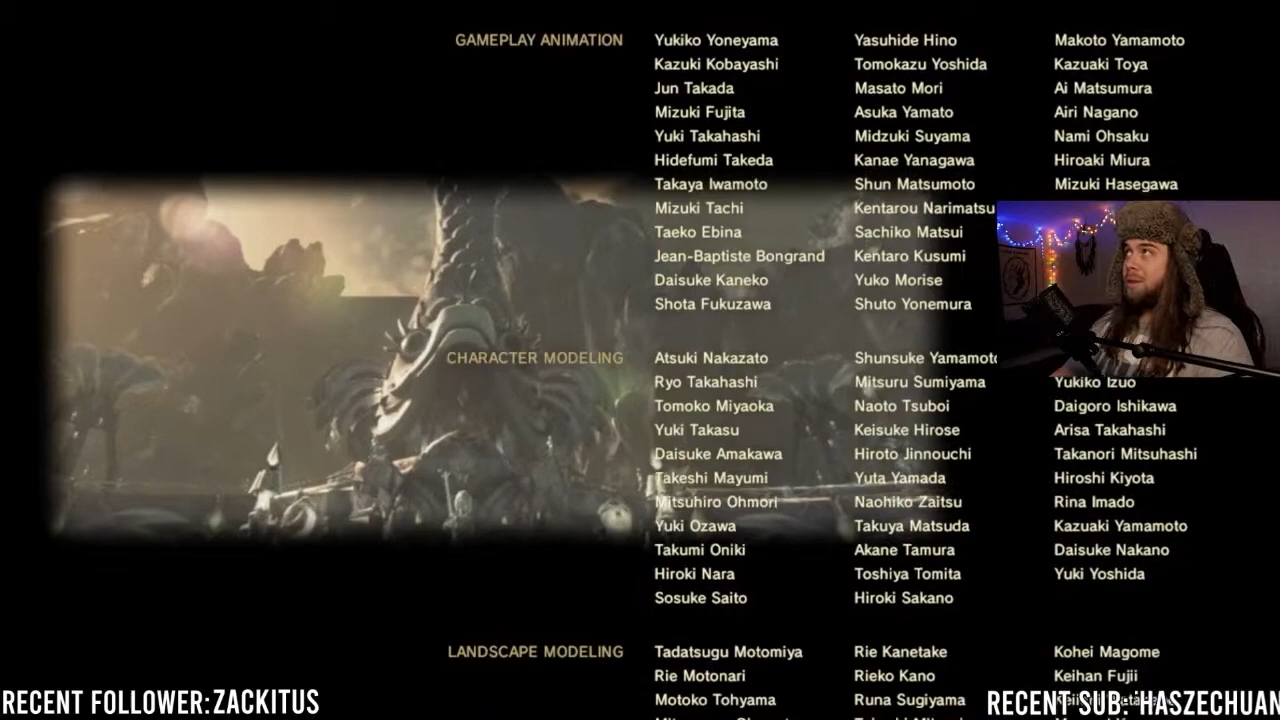 GAMEPLAY ANIMATION Yukiko Yoneyama Yasuhide Hino Makoto Yamamoto
Kazuki Kobayashi Tomokazu Yoshida Kazuaki Toya
Jun Takada Masato Mori Ai Matsumura
Mizuki Fujita Asuka Yamato Airi Nagano
Yuki Takahashi Midzuki Suyama Nami Ohsaku
Hidefumi Takeda Kanae Yanagawa Hiroaki Miura
Takaya Iwamoto Shun Matsumoto Mizuki Hasegawa
Mizuki Tachi Kentarou Narimatsu
Taeko Ebina Sachiko Matsui
Jean-Baptiste Bongrand Kentaro Kusumi
Daisuke Kaneko Yuko Morise
Shota Fukuzawa Shuto Yonemura
CHARACTER MODELING Atsuki Nakazato Shunsuke Yamamoto
Ryo Takahashi Mitsuru Sumiyama Yukiko Izuo
Tomoko Miyaoka Naoto Tsuboi Daigoro Ishikawa
Yuki Takasu Keisuke Hirose Arisa Takahashi
Daisuke Amakawa Hiroto Jinnouchi Takanori Mitsuhashi
Takeshi Mayumi Yuta Yamada Hiroshi Kiyota
Mitsuhiro Ohmori Naohiko Zaitsu Rina Imado
Yuki Ozawa Takuya Matsuda Kazuaki Yamamoto
Takumi Oniki Akane Tamura Daisuke Nakano
Hiroki Nara Toshiya Tomita Yuki Yoshida
Sosuke Saito Hiroki Sakano
LANDSCAPE MODELING Tadatsugu Motomiya Rie Kanetake Kohei Magome
Rie Motonari Rieko Kano Keihan Fujii
Motoko Tohyama Runa Sugiyama
RECENT FOLLOWER: ZACKITUS RECENT SUB: HASZECHUAN